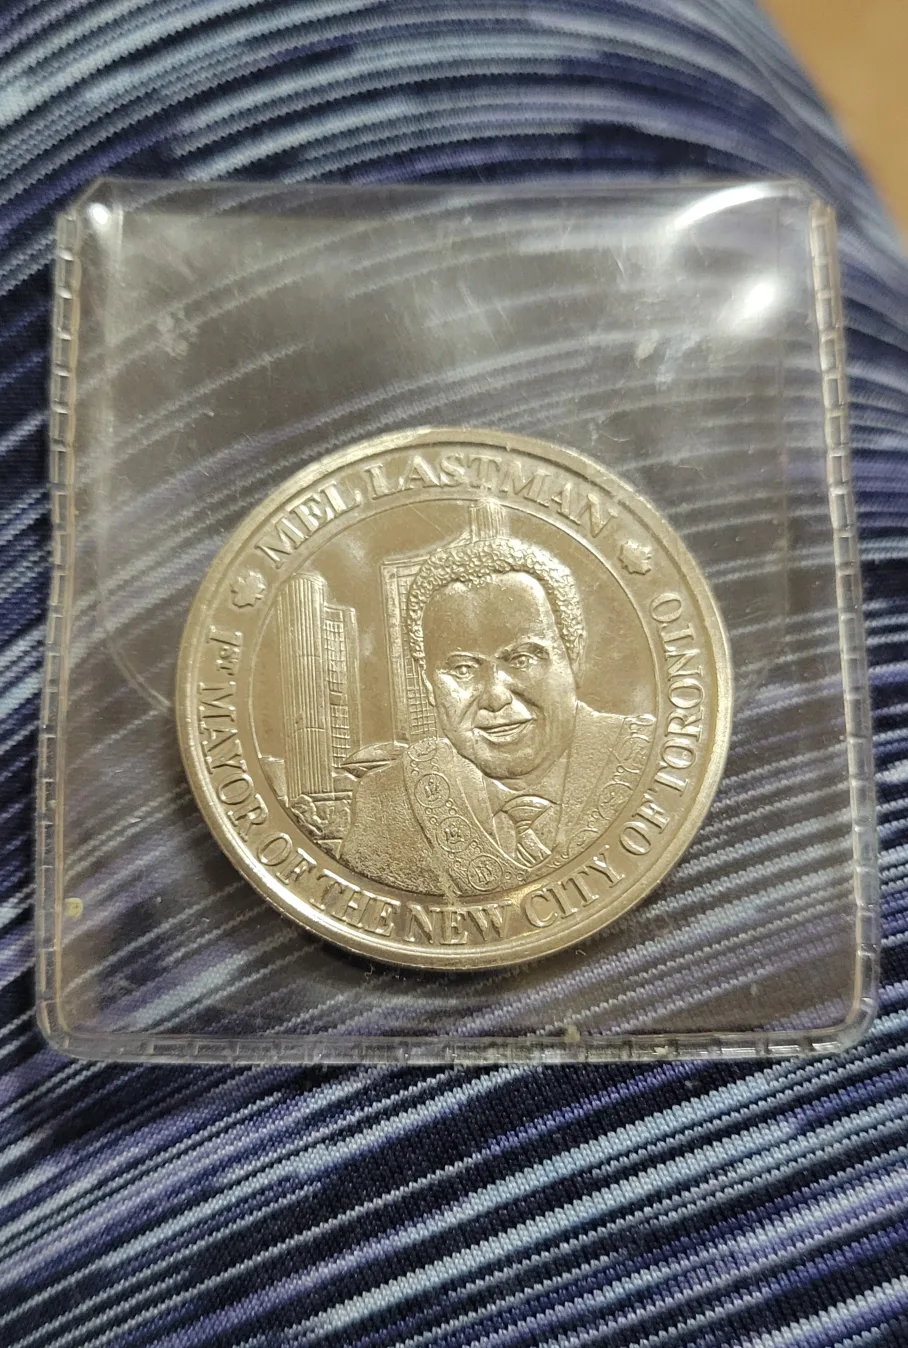 MEL LASTMAN
1ST MAYOR OF THE NEW CITY OF TORONTO